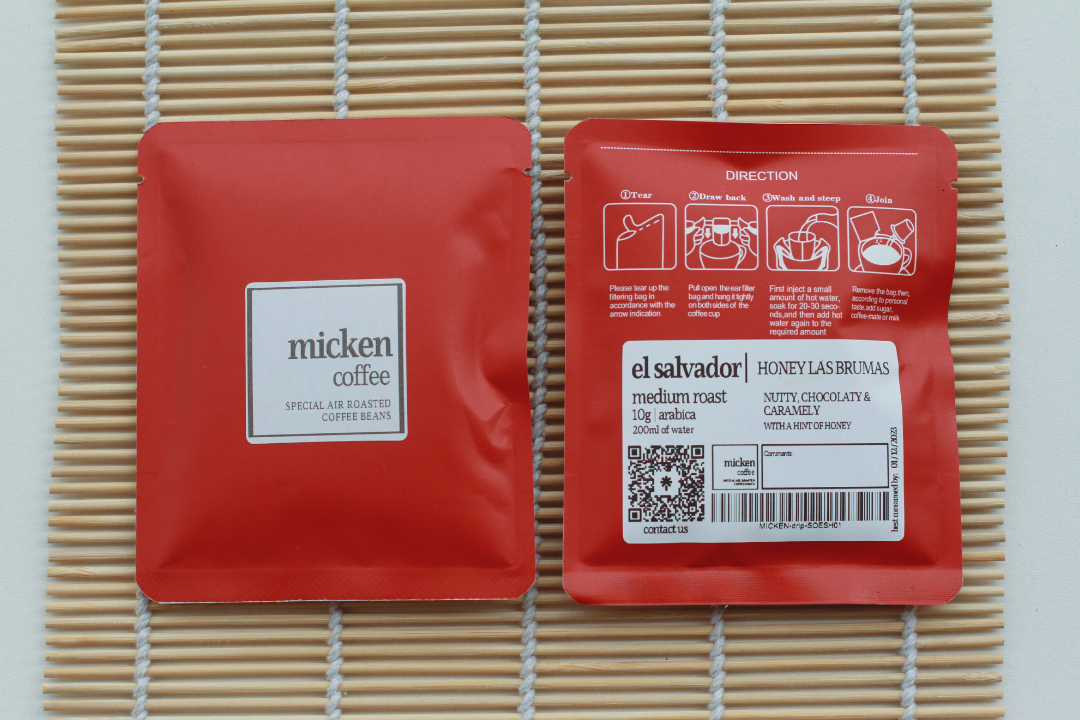 micken
coffee
SPECIAL AIR ROASTED
COFFEE BEANS
DIRECTION
①Tear
②Draw back
③Wash and steep
④Join
Please tear up the
filtering bag in
accordance with the
arrow indication
Pull open the ear filter
bag and hang it tightly
on both sides of the
coffee cup
First inject a small
amount of hot water,
soak for 20-30 seco-
nds,and then add hot
water again to the
required amount
Remove the bag,then,
according to personal
taste,add sugar,
coffee-mate or milk
el salvador
HONEY LAS BRUMAS
medium roast
10g | arabica
200ml of water
NUTTY, CHOCOLATY &
CARAMELY
WITH A HINT OF HONEY
contact us
micken
coffee
SPECIAL AIR ROASTED
COFFEE BEANS
Comments:
MICKEN-drip-SOESH01
best consumed by: 01/12/2023